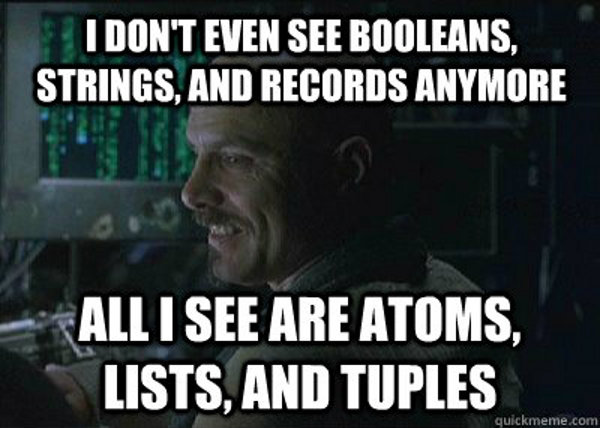 I DON'T EVEN SEE BOOLEANS,
STRINGS, AND RECORDS ANYMORE
ALL I SEE ARE ATOMS,
LISTS, AND TUPLES
quickmeme.com